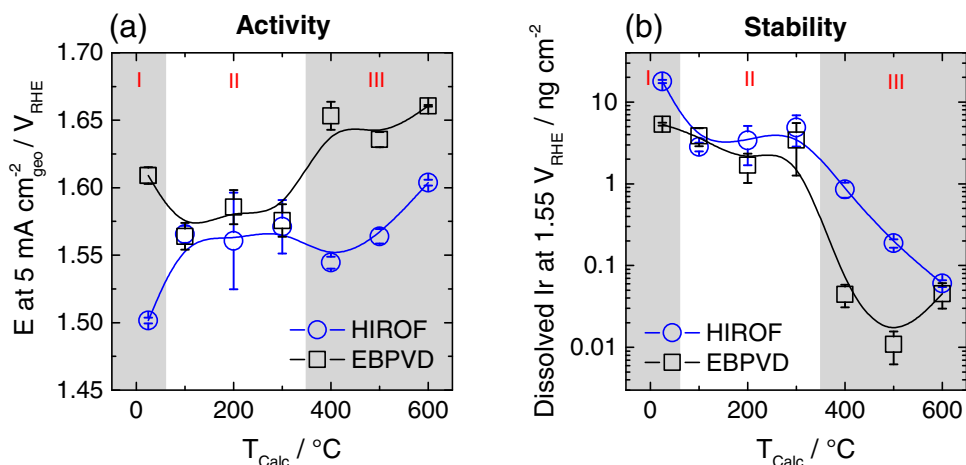 (a) Activity
1.70
1.65
1.60
1.55
1.50
1.45
E at 5 mA cm⁻²geo / VRHE
I
II
III
HIROF
EBPVD
0 200 400 600
TCalc / °C
(b) Stability
10
1
0.1
0.01
Dissolved Ir at 1.55 VRHE / ng cm⁻²
I
II
III
HIROF
EBPVD
0 200 400 600
TCalc / °C